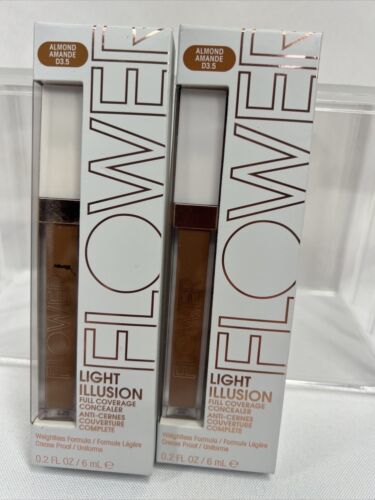 ALMOND
AMANDE
D3.5
FLOWER
FLOWER
LIGHT
ILLUSION
FULL COVERAGE
CONCEALER
ANTI-CERNES
COUVERTURE
COMPLÈTE
Weightless Formula / Formule Légère
Crease Proof / Uniforme
0.2 FL OZ / 6 mL ℮
ALMOND
AMANDE
D3.5
FLOWER
FLOWER
LIGHT
ILLUSION
FULL COVERAGE
CONCEALER
ANTI-CERNES
COUVERTURE
COMPLÈTE
Weightless Formula / Formule Légère
Crease Proof / Uniforme
0.2 FL OZ / 6 mL ℮